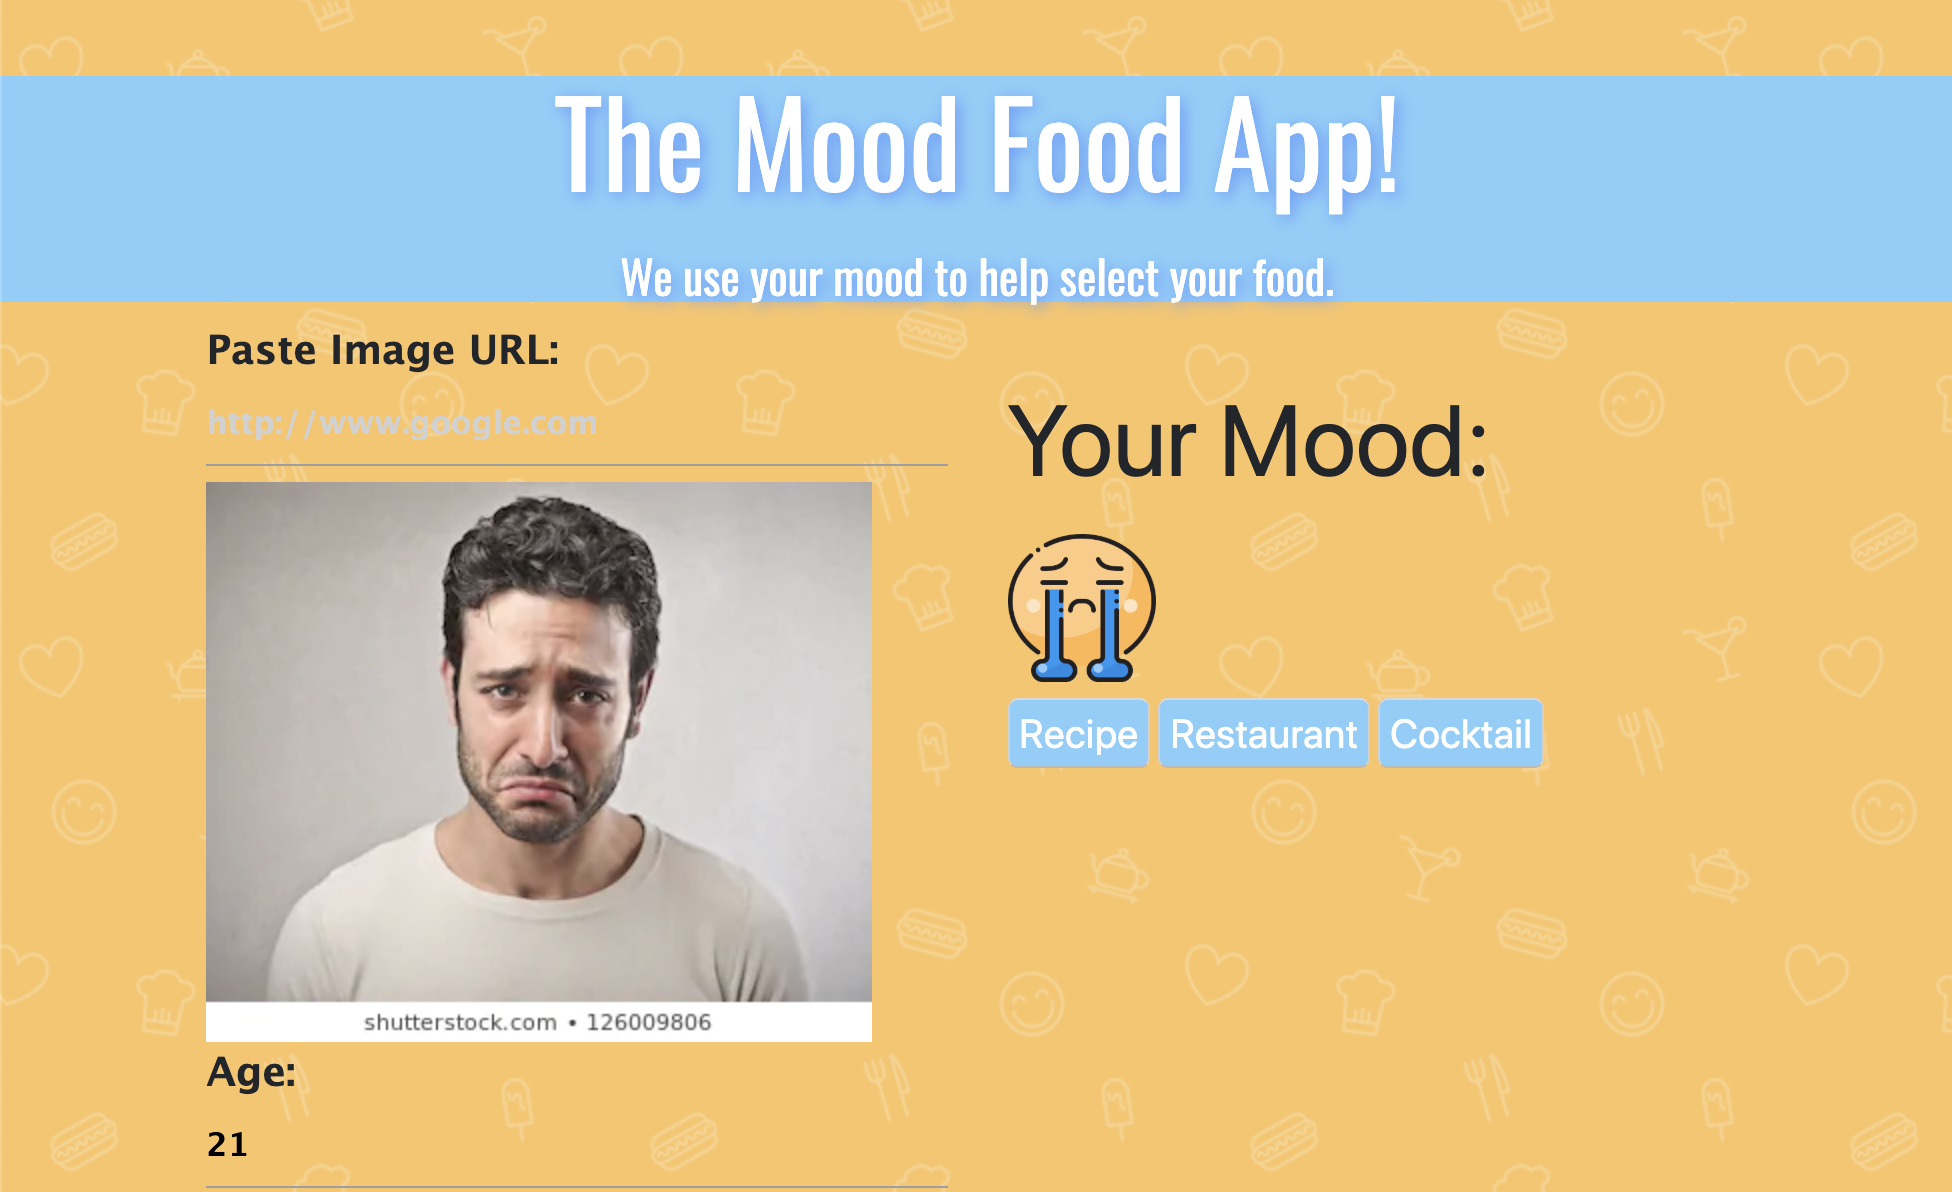 The Mood Food App!
We use your mood to help select your food.
Paste Image URL:
http://www.google.com
shutterstock.com • 126009806
Age:
21
Your Mood:
Recipe Restaurant Cocktail